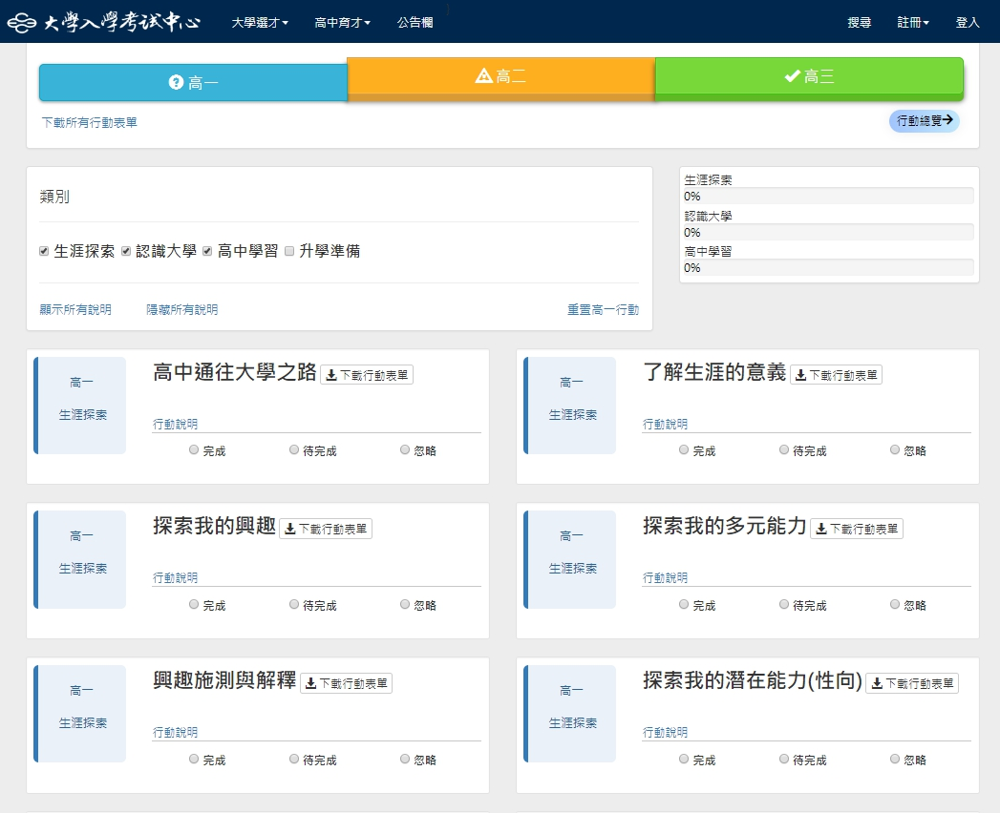 大學入學考試中心 大學選才 高中育才 公告欄 搜尋 註冊 登入
高一 高二 高三
下載所有行動表單 行動總覽
類別
生涯探索 認識大學 高中學習 升學準備
顯示所有說明 隱藏所有說明 重置高一行動
生涯探索
0%
認識大學
0%
高中學習
0%
高一
生涯探索
高中通往大學之路 下載行動表單
行動說明
完成 待完成 忽略
高一
生涯探索
了解生涯的意義 下載行動表單
行動說明
完成 待完成 忽略
高一
生涯探索
探索我的興趣 下載行動表單
行動說明
完成 待完成 忽略
高一
生涯探索
探索我的多元能力 下載行動表單
行動說明
完成 待完成 忽略
高一
生涯探索
興趣施測與解釋 下載行動表單
行動說明
完成 待完成 忽略
高一
生涯探索
探索我的潛在能力(性向) 下載行動表單
行動說明
完成 待完成 忽略